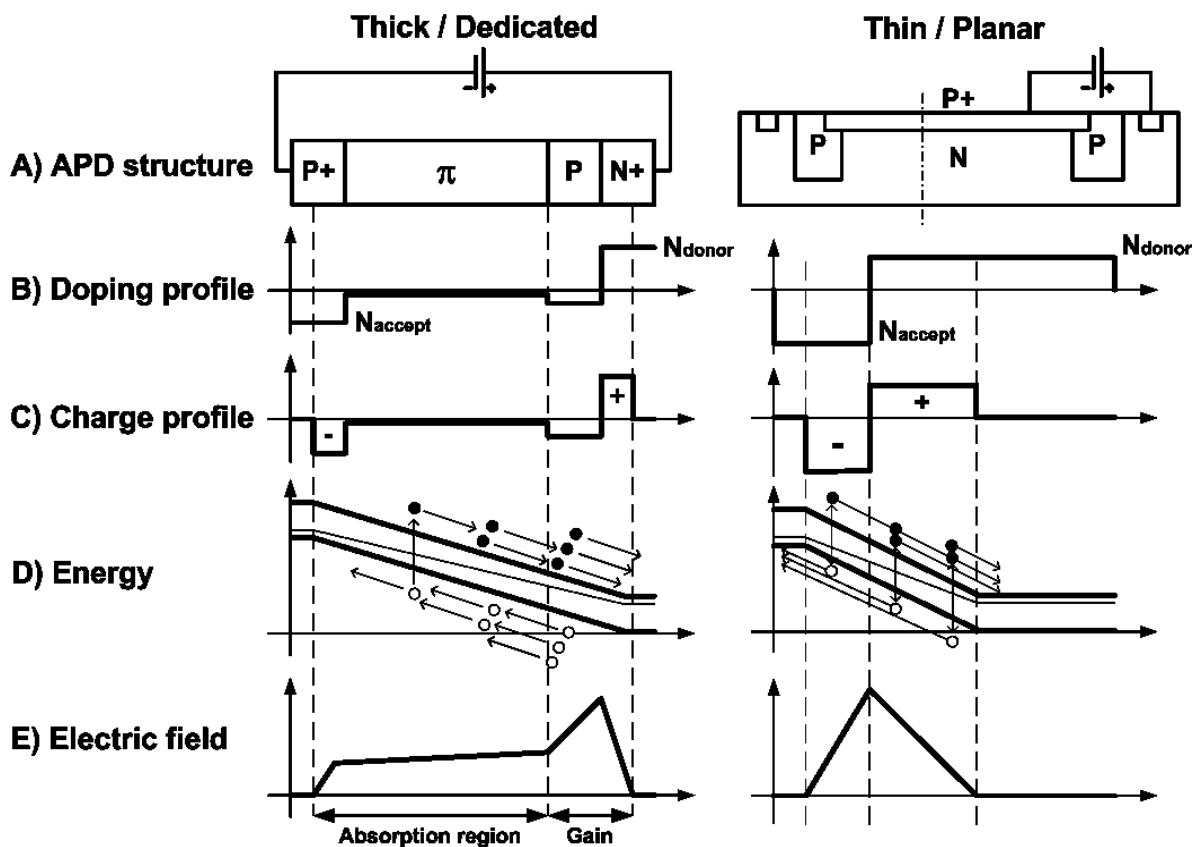 Thick / Dedicated
Thin / Planar
- +
- +
P+
A) APD structure
P+ π P N+
P N P
B) Doping profile
Ndonor
Naccept
Ndonor
Naccept
C) Charge profile
- +
- +
D) Energy
E) Electric field
Absorption region
Gain